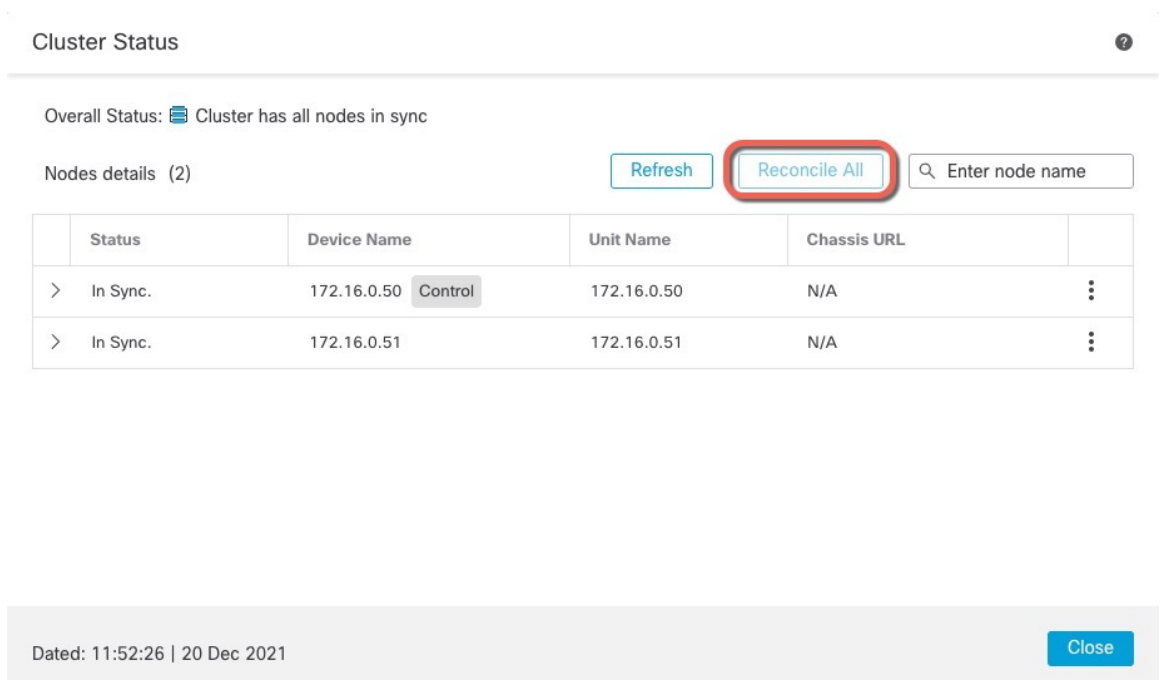 Cluster Status
?
Overall Status: Cluster has all nodes in sync
Nodes details (2) Refresh Reconcile All Enter node name
Status Device Name Unit Name Chassis URL
In Sync. 172.16.0.50 Control 172.16.0.50 N/A
In Sync. 172.16.0.51 172.16.0.51 N/A
Dated: 11:52:26 | 20 Dec 2021 Close